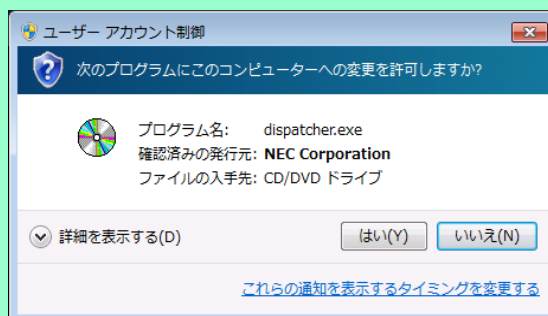 ユーザー アカウント制御
次のプログラムにこのコンピューターへの変更を許可しますか?
プログラム名: dispatcher.exe
確認済みの発行元: NEC Corporation
ファイルの入手先: CD/DVD ドライブ
詳細を表示する(D) はい(Y) いいえ(N)
これらの通知を表示するタイミングを変更する